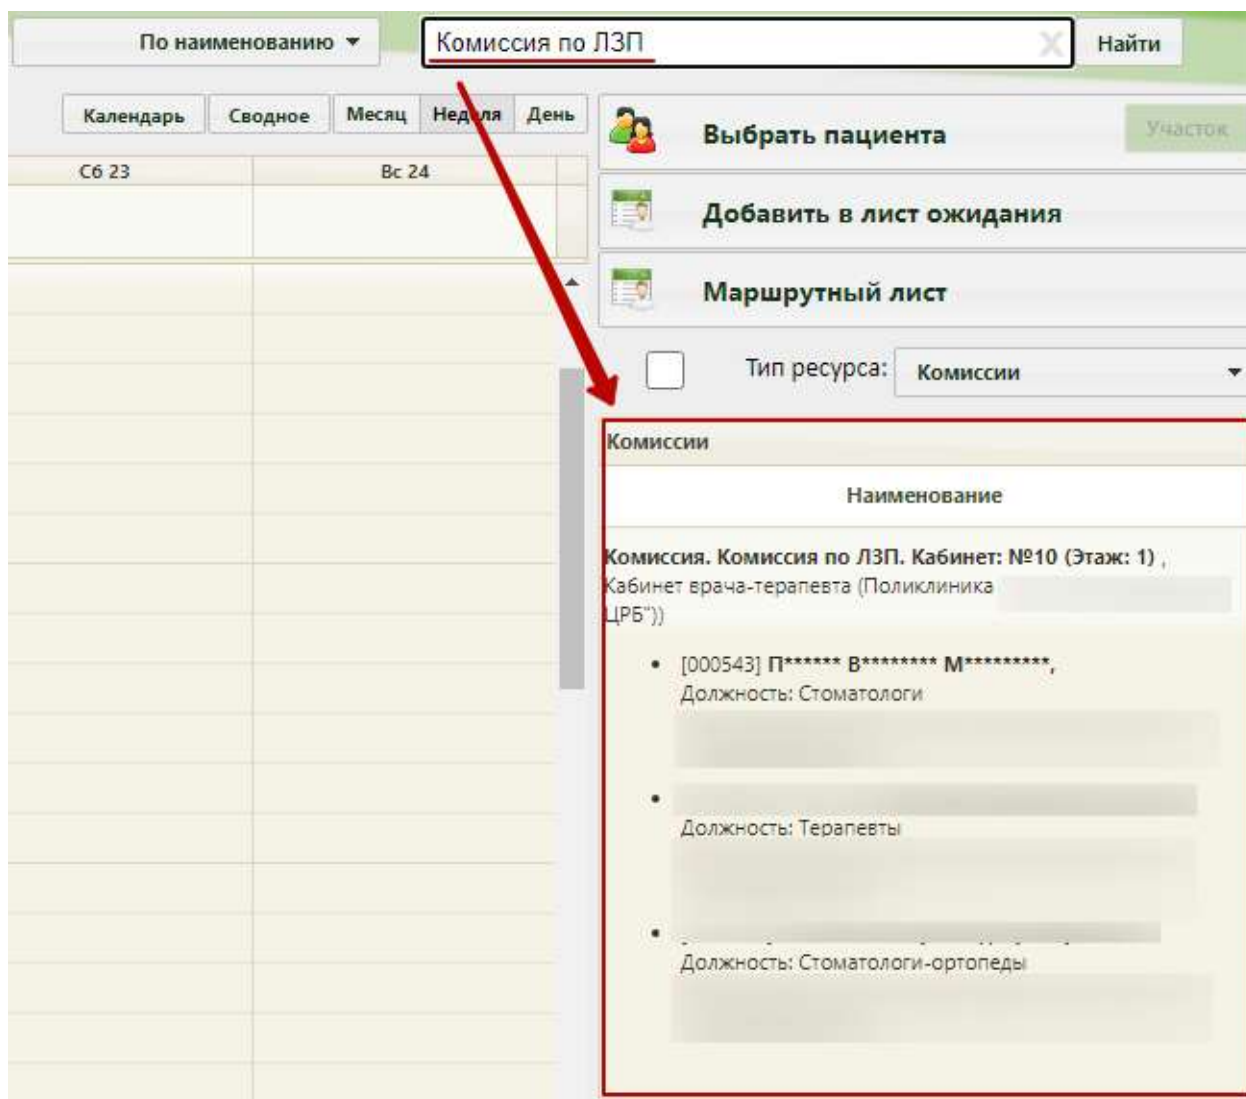 По наименованию
Комиссия по ЛЗП
X
Найти
Календарь
Сводное
Месяц
Неделя
День
Сб 23
Вс 24
Выбрать пациента
Участок
Добавить в лист ожидания
Маршрутный лист
Тип ресурса:
Комиссии
Комиссии
Наименование
Комиссия. Комиссия по ЛЗП. Кабинет: №10 (Этаж: 1) ,
Кабинет врача-терапевта (Поликлиника
ЦРБ"))
• [000543] П****** В******** М*********,
Должность: Стоматологи
•
Должность: Терапевты
•
Должность: Стоматологи-ортопеды